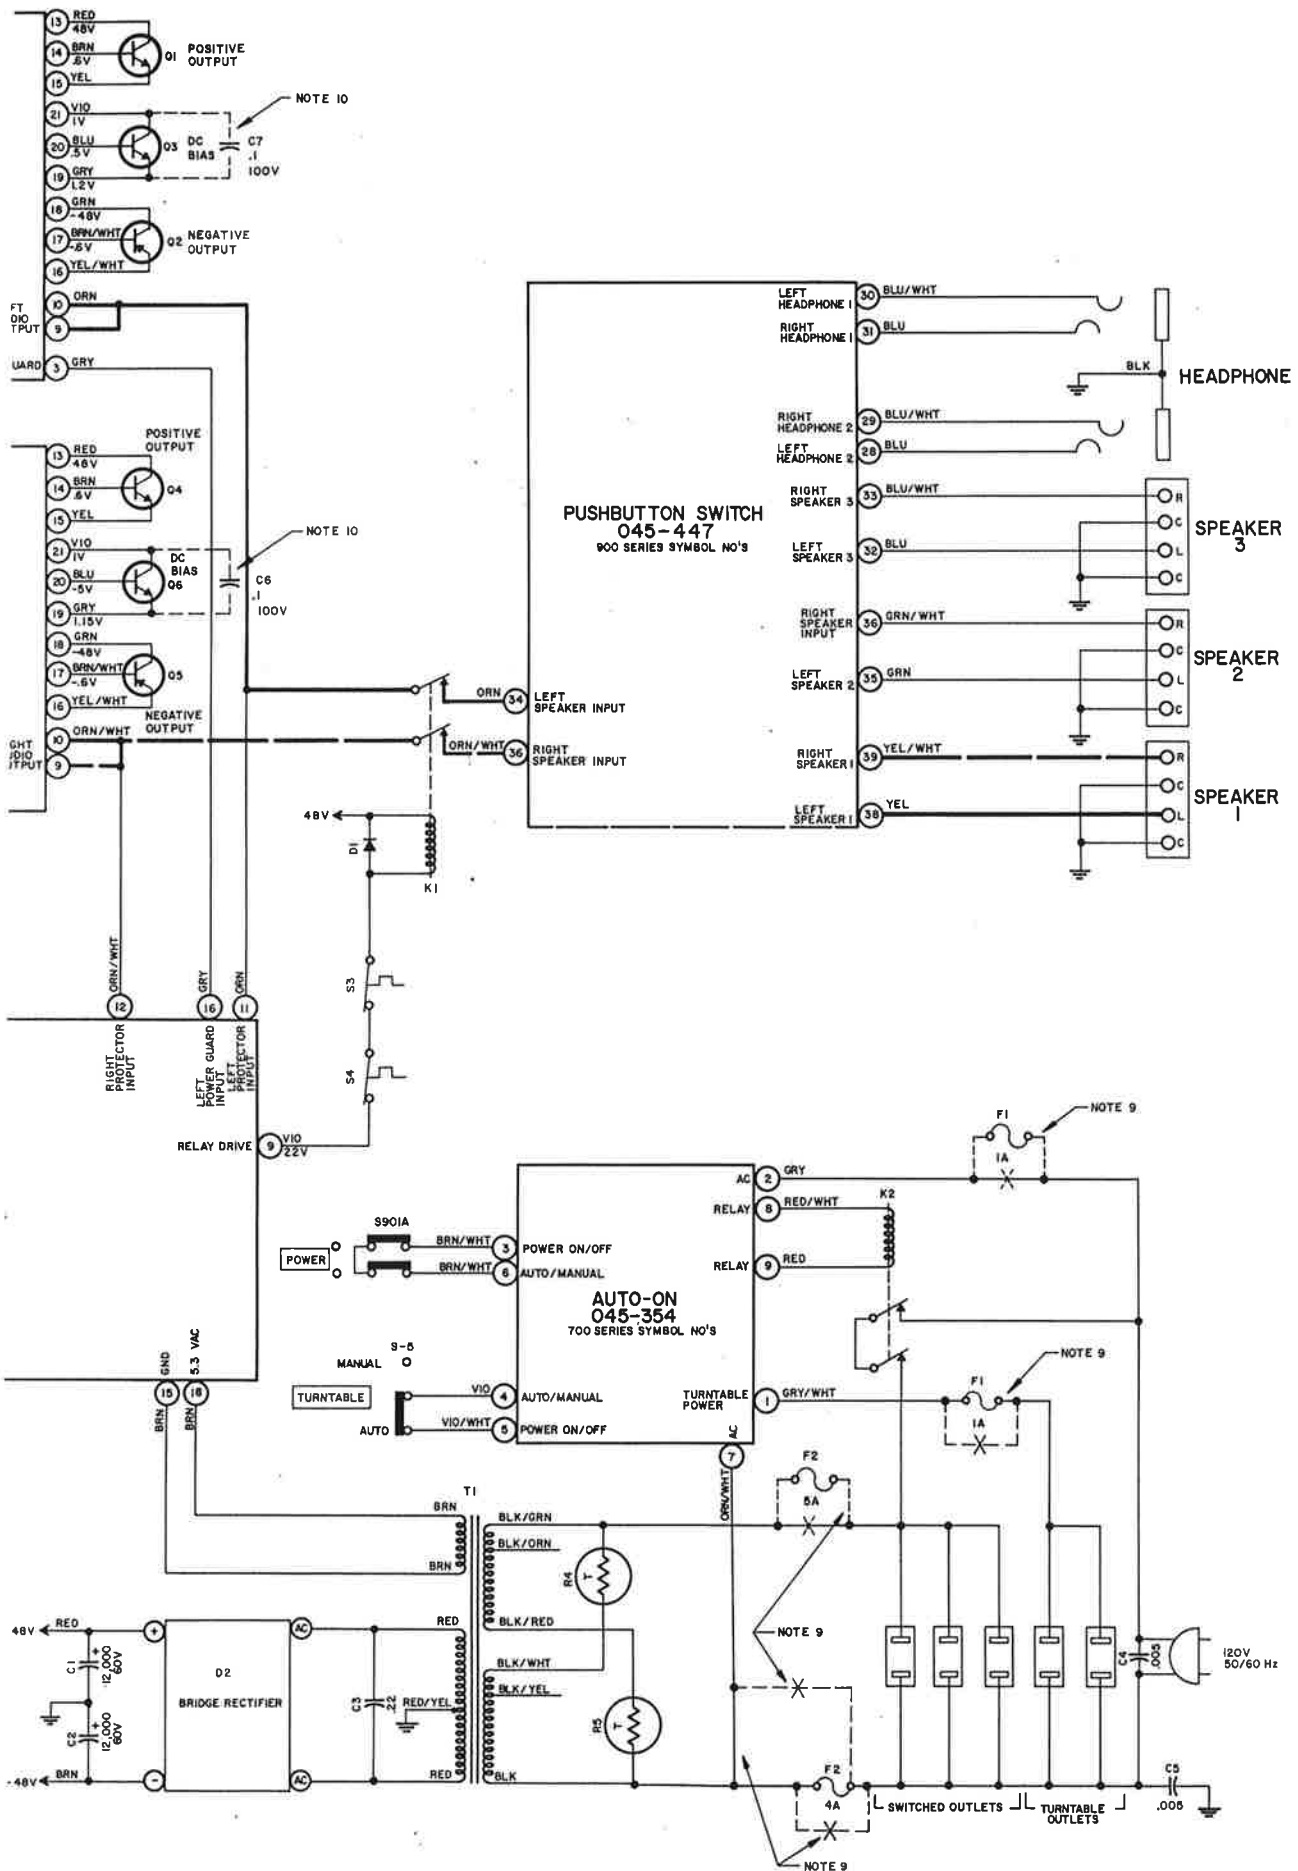 13 RED
48V
14 BRN
.6V
15 YEL
Q1 POSITIVE
OUTPUT
21 VIO
1V
20 BLU
.5V
19 GRY
1.2V
Q3 DC
BIAS
C7
.1
100V
NOTE 10
18 GRN
-48V
17 BRN/WHT
-.6V
16 YEL/WHT
Q2 NEGATIVE
OUTPUT
10 ORN
9
FT
DIO
TPUT
UARD 3 GRY
POSITIVE
OUTPUT
13 RED
48V
14 BRN
.6V
15 YEL
Q4
21 VIO
1V
20 BLU
-5V
19 GRY
1.15V
DC
BIAS
Q6
C6
.1
100V
NOTE 10
18 GRN
-48V
17 BRN/WHT
-.6V
16 YEL/WHT
Q5
NEGATIVE
OUTPUT
10 ORN/WHT
9
GHT
UDIO
UTPUT
PUSHBUTTON SWITCH
045-447
900 SERIES SYMBOL NO'S
LEFT
HEADPHONE 1
30 BLU/WHT
RIGHT
HEADPHONE 1
31 BLU
BLK
HEADPHONE
RIGHT
HEADPHONE 2
29 BLU/WHT
LEFT
HEADPHONE 2
28 BLU
RIGHT
SPEAKER 3
33 BLU/WHT
LEFT
SPEAKER 3
32 BLU
R
C
L
C
SPEAKER
3
RIGHT
SPEAKER
INPUT
36 GRN/WHT
LEFT
SPEAKER 2
35 GRN
R
C
L
C
SPEAKER
2
RIGHT
SPEAKER 1
39 YEL/WHT
LEFT
SPEAKER 1
38 YEL
R
C
L
C
SPEAKER
1
ORN 34 LEFT
SPEAKER INPUT
ORN/WHT 36 RIGHT
SPEAKER INPUT
48V
D1
K1
S3
S4
ORN/WHT
12
RIGHT
PROTECTOR
INPUT
GRY
16
LEFT
POWER GUARD
INPUT
ORN
11
LEFT
PROTECTOR
INPUT
RELAY DRIVE 9 VIO
22V
GND
15
BRN
5.3 VAC
18
BRN
AUTO-ON
045-354
700 SERIES SYMBOL NO'S
S901A
POWER
BRN/WHT 3 POWER ON/OFF
BRN/WHT 6 AUTO/MANUAL
S-5
MANUAL
TURNTABLE
AUTO
VIO 4 AUTO/MANUAL
VIO/WHT 5 POWER ON/OFF
AC 2 GRY
RELAY 8 RED/WHT
RELAY 9 RED
K2
TURNTABLE
POWER
1 GRY/WHT
AC
7
ORN/WHT
F1
1A
NOTE 9
F1
1A
NOTE 9
F2
5A
NOTE 9
F2
4A
NOTE 9
T1
BRN
BRN
RED
RED/YEL
RED
BLK/GRN
BLK/ORN
BLK/RED
BLK/WHT
BLK/YEL
BLK
R4
T
R5
T
48V RED
C1
+
12,000
60V
C2
+
12,000
60V
-48V BRN
+
-
AC
AC
D2
BRIDGE RECTIFIER
C3
.22
SWITCHED OUTLETS
TURNTABLE
OUTLETS
C4
.005
120V
50/60 Hz
C5
.005